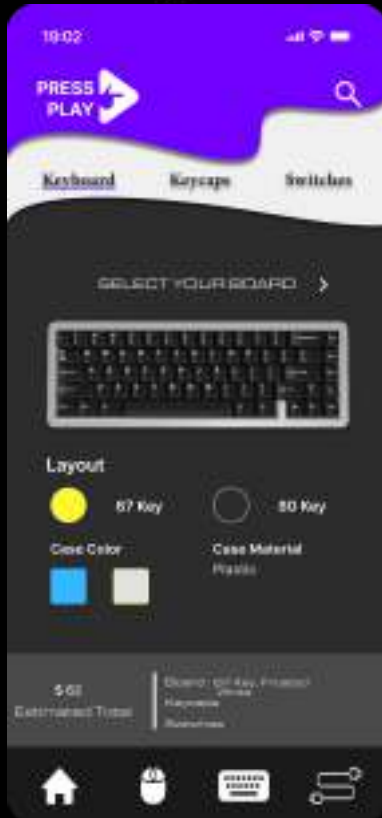 19:02
PRESS
PLAY
Keyboard Keycaps Switches
SELECT YOUR BOARD >
Layout
67 Key 80 Key
Case Color Case Material
Plastic
Estimated Total
Keycaps
Switches